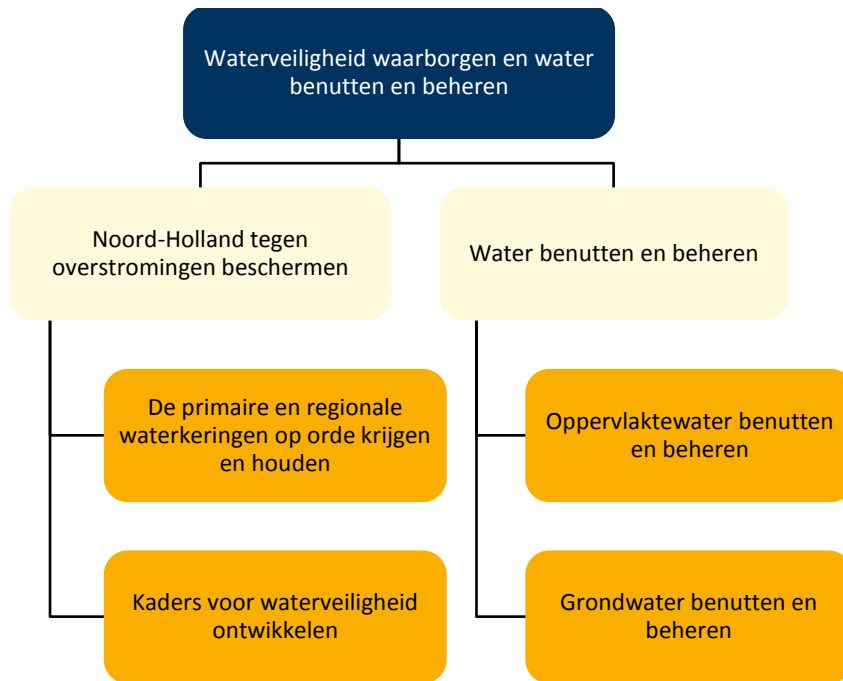 Waterveiligheid waarborgen en water
benutten en beheren
Noord-Holland tegen
overstromingen beschermen
Water benutten en beheren
De primaire en regionale
waterkeringen op orde krijgen
en houden
Oppervlaktewater benutten
en beheren
Kaders voor waterveiligheid
ontwikkelen
Grondwater benutten en
beheren